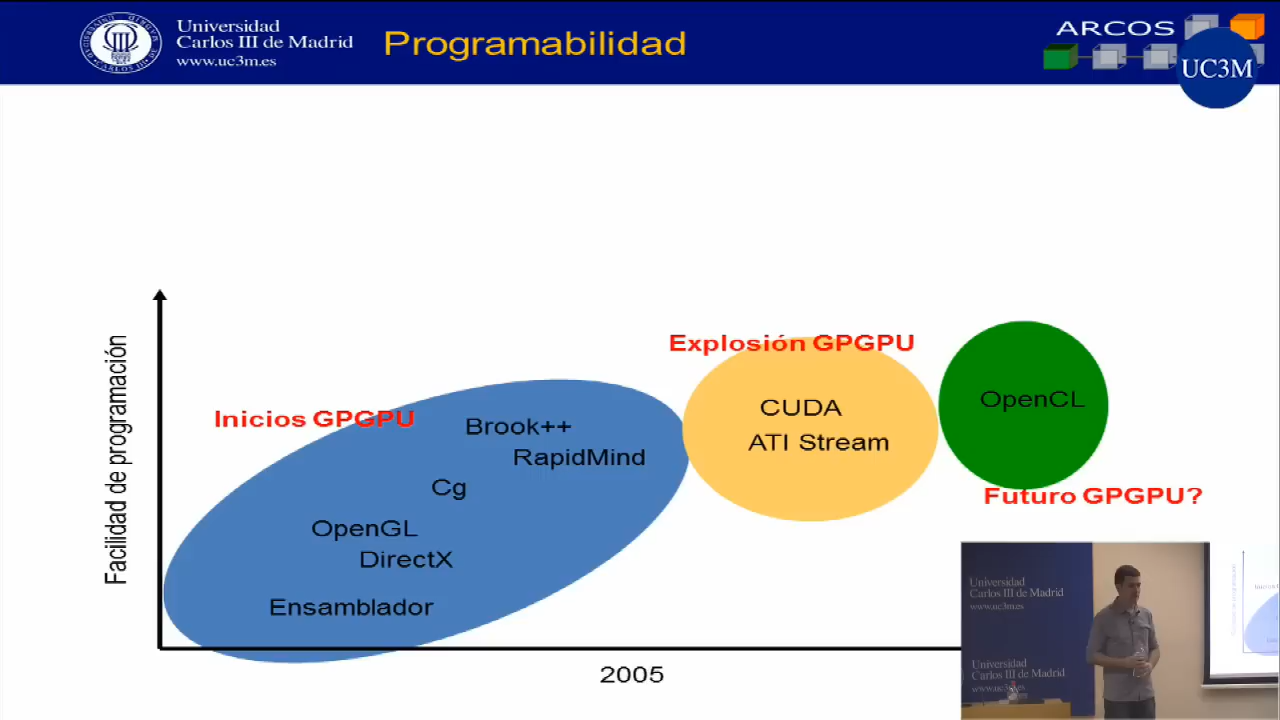 Universidad
Carlos III de Madrid
www.uc3m.es
Programabilidad
ARCOS
UC3M
Facilidad de programación
Inicios GPGPU
Brook++
RapidMind
Cg
OpenGL
DirectX
Ensamblador
Explosión GPGPU
CUDA
ATI Stream
OpenCL
Futuro GPGPU?
2005
Universidad
Carlos III de Madrid
www.uc3m.es
Universidad
Carlos III de Madrid
www.uc3m.es